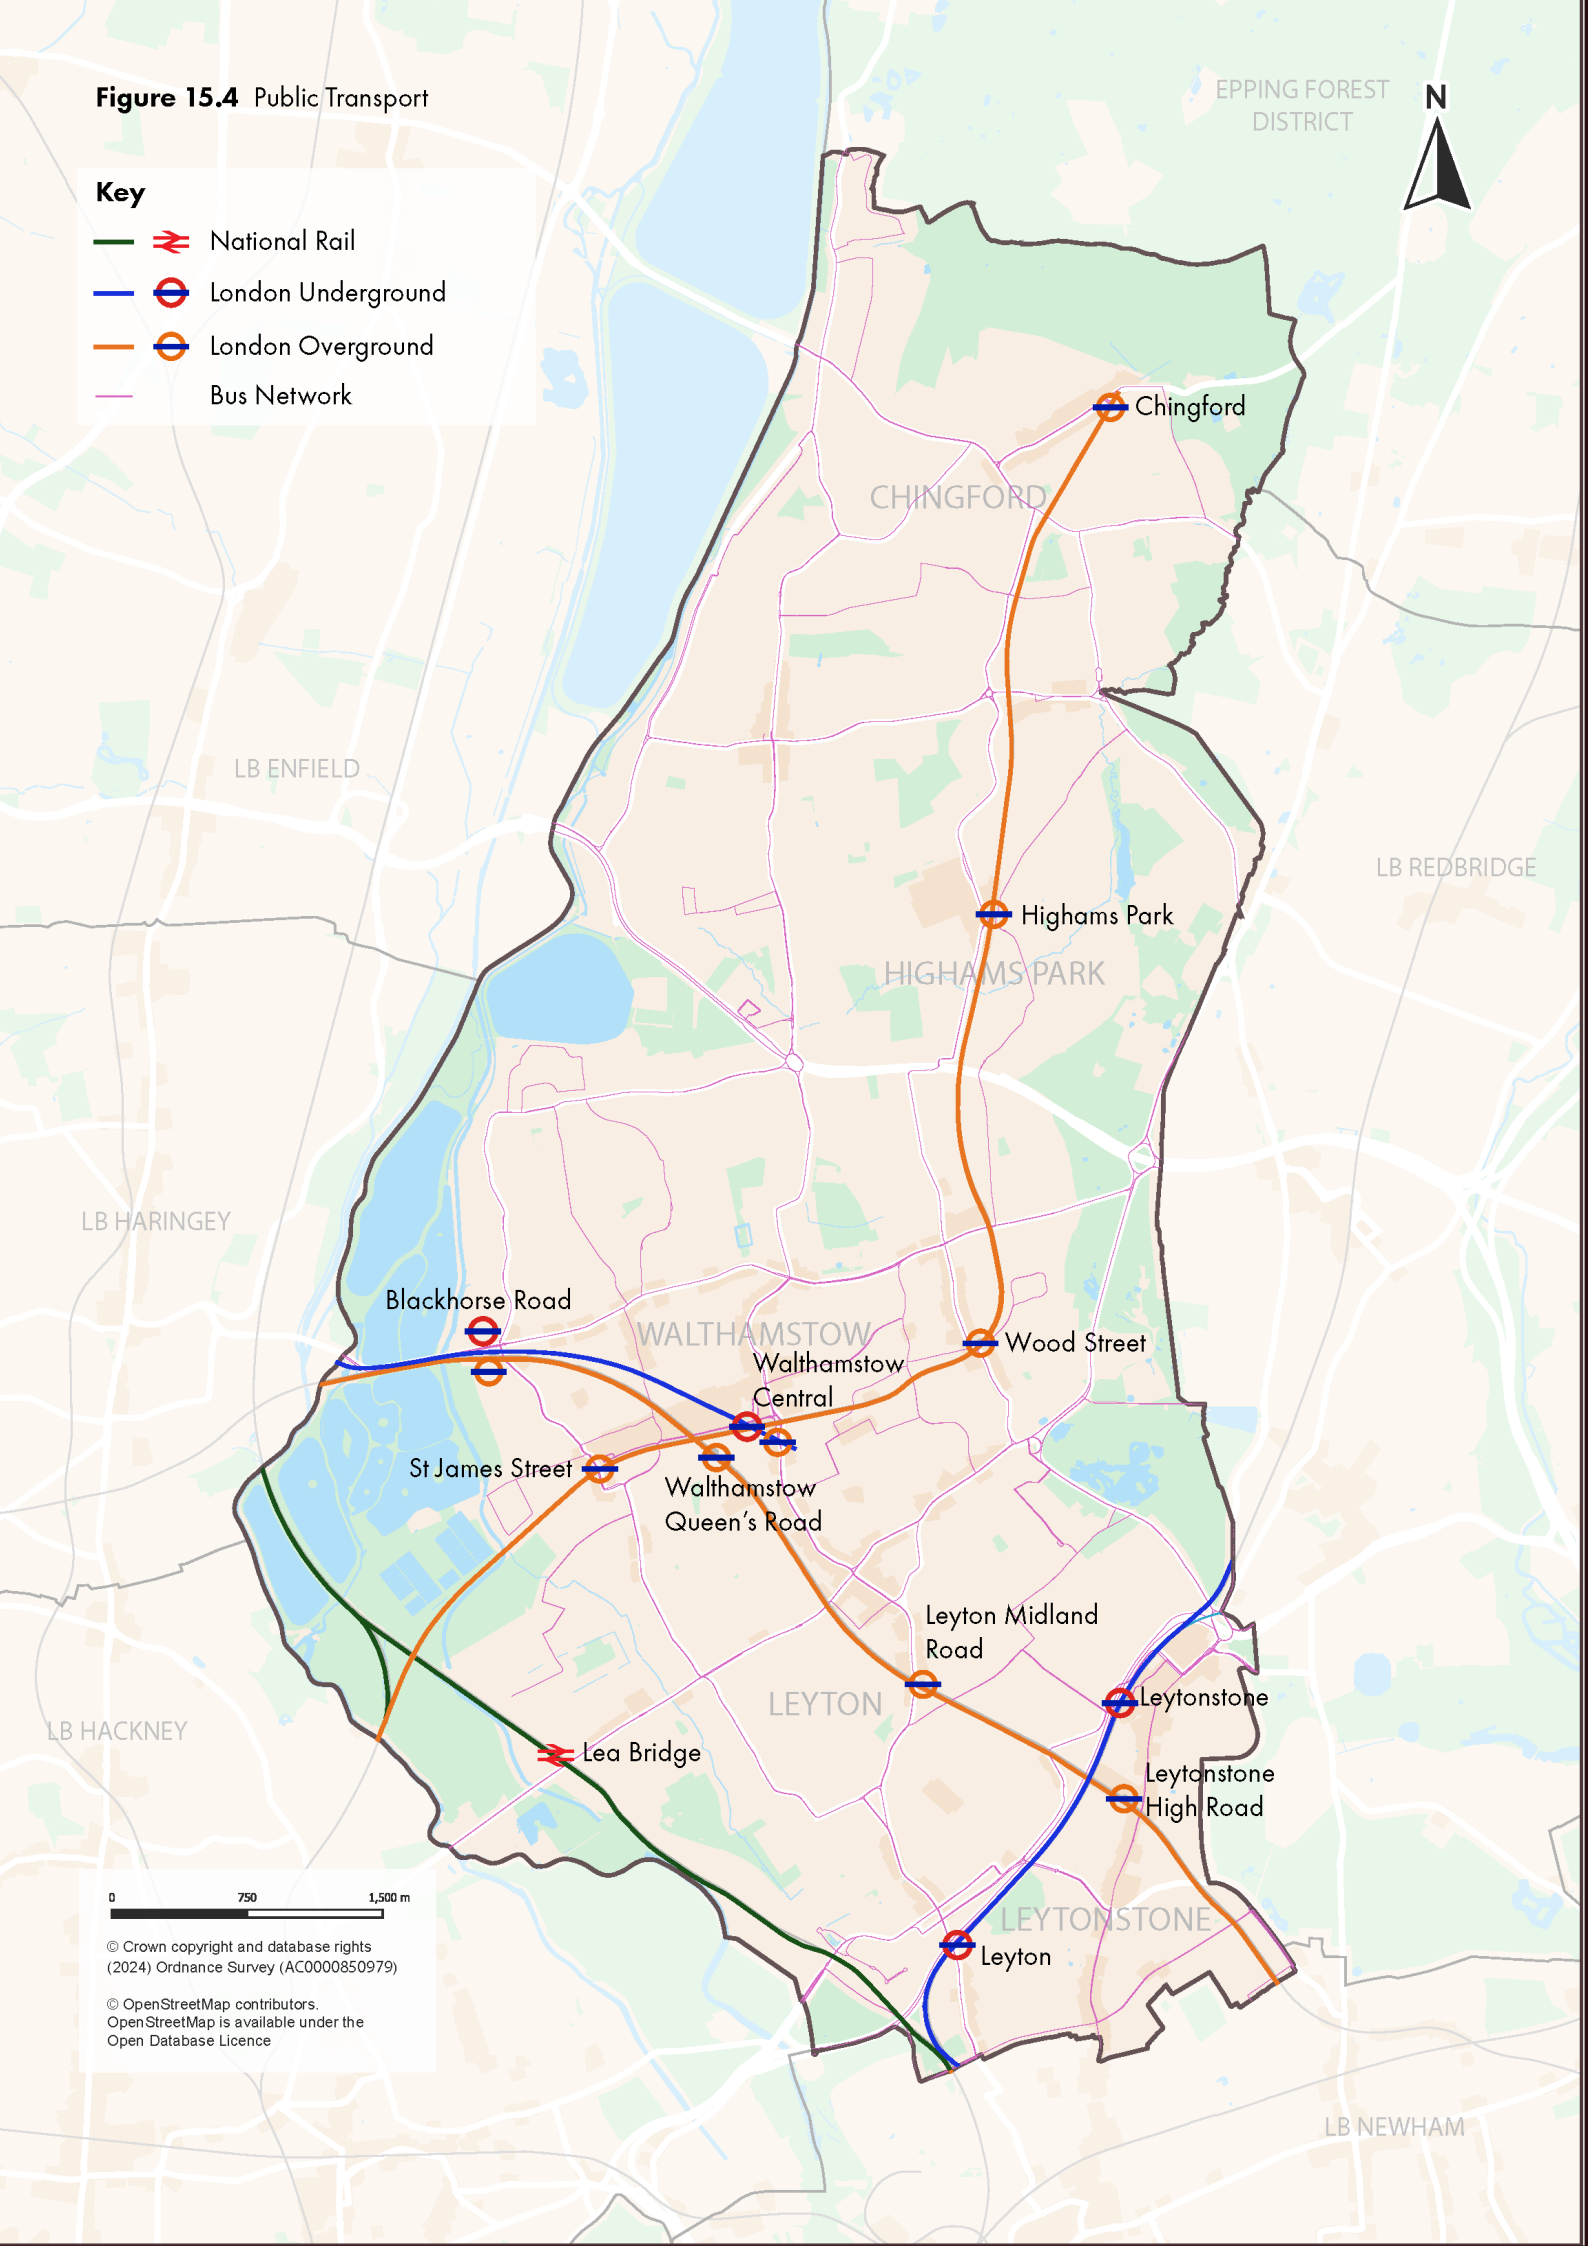 Figure 15.4 Public Transport
EPPING FOREST
DISTRICT
N
Key
National Rail
London Underground
London Overground
Bus Network
Chingford
CHINGFORD
LB ENFIELD
LB REDBRIDGE
Highams Park
HIGHAMS PARK
LB HARINGEY
Blackhorse Road
WALTHAMSTOW
Wood Street
Walthamstow
Central
St James Street
Walthamstow
Queen's Road
Leyton Midland
Road
LEYTON
Leytonstone
LB HACKNEY
Lea Bridge
Leytonstone
High Road
0 750 1,500 m
LEYTONSTONE
Leyton
© Crown copyright and database rights
(2024) Ordnance Survey (AC0000850979)
© OpenStreetMap contributors.
OpenStreetMap is available under the
Open Database Licence
LB NEWHAM